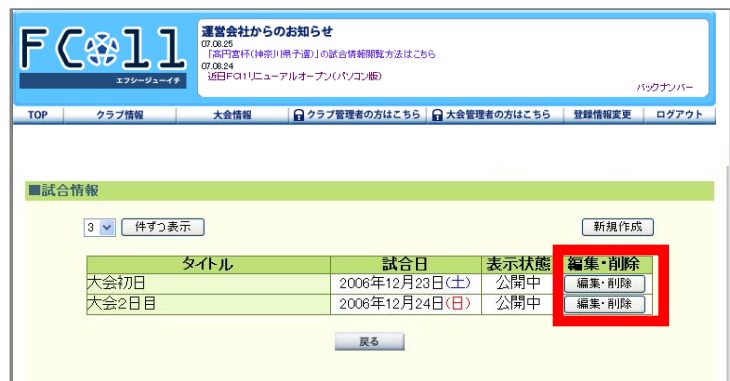 FC11
エフシージューイチ
運営会社からのお知らせ
07.08.25
「高円宮杯(神奈川県予選)」の試合情報閲覧方法はこちら
07.08.24
近日FC11リニューアルオープン(パソコン版)
バックナンバー
TOP クラブ情報 大会情報 クラブ管理者の方はこちら 大会管理者の方はこちら 登録情報変更 ログアウト
■試合情報
3 件ずつ表示 新規作成
タイトル 試合日 表示状態 編集・削除
大会初日 2006年12月23日(土) 公開中 編集・削除
大会2日目 2006年12月24日(日) 公開中 編集・削除
戻る